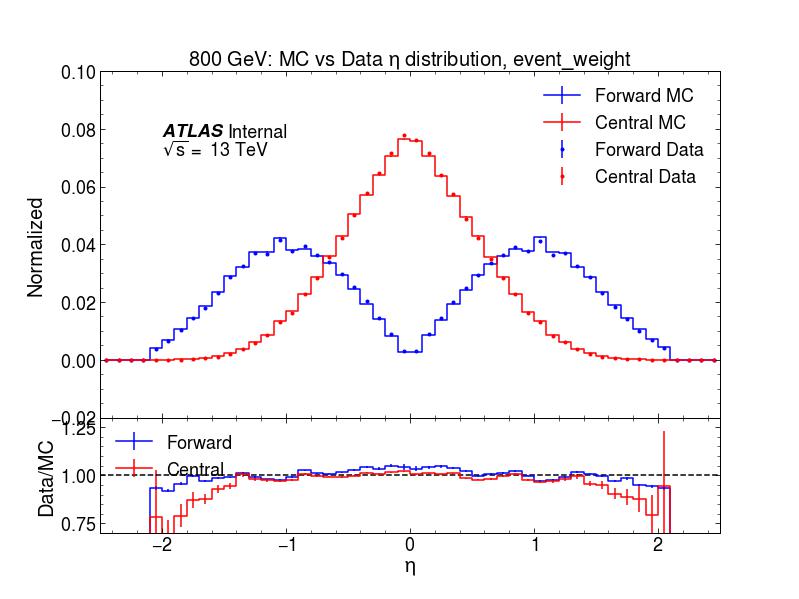 800 GeV: MC vs Data η distribution, event_weight
0.10
0.08
0.06
0.04
0.02
0.00
−0.02
Normalized
ATLAS Internal
√s = 13 TeV
Forward MC
Central MC
Forward Data
Central Data
1.25
1.00
0.75
Data/MC
Forward
Central
−2 −1 0 1 2
η